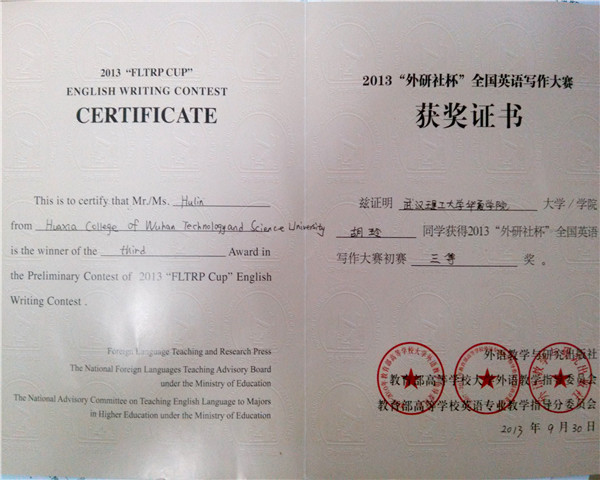 2013 “FLTRP CUP”
ENGLISH WRITING CONTEST
CERTIFICATE
This is to certify that Mr./Ms. Hulin
from Huaxia College of Wuhan Technology and Science University
is the winner of the third Award in
the Preliminary Contest of 2013 “FLTRP Cup” English
Writing Contest .
Foreign Language Teaching and Research Press
The National Foreign Languages Teaching Advisory Board
under the Ministry of Education
The National Advisory Committee on Teaching English Language to Majors
in Higher Education under the Ministry of Education
2013 “外研社杯” 全国英语写作大赛
获奖证书
兹证明 武汉理工大学华夏学院 大学/学院
胡 同学获得2013 “外研社杯” 全国英语
写作大赛初赛 三等 奖 。
外语教学与研究出版社
教育部高等学校大学外语教学指导委员会
教育部高等学校英语专业教学指导分委员会
2013 年 9 月 30 日